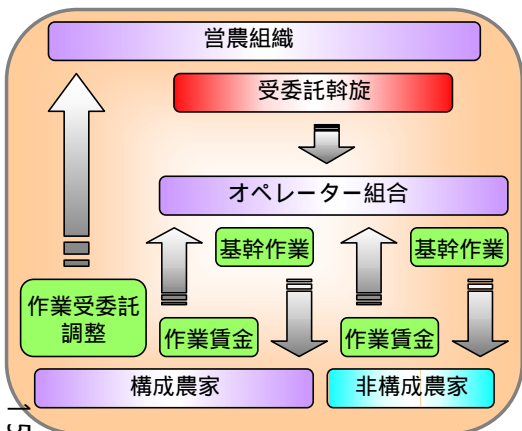 営農組織
受委託斡旋
オペレーター組合
基幹作業
基幹作業
作業受委託
調整
作業賃金
作業賃金
構成農家
非構成農家
15